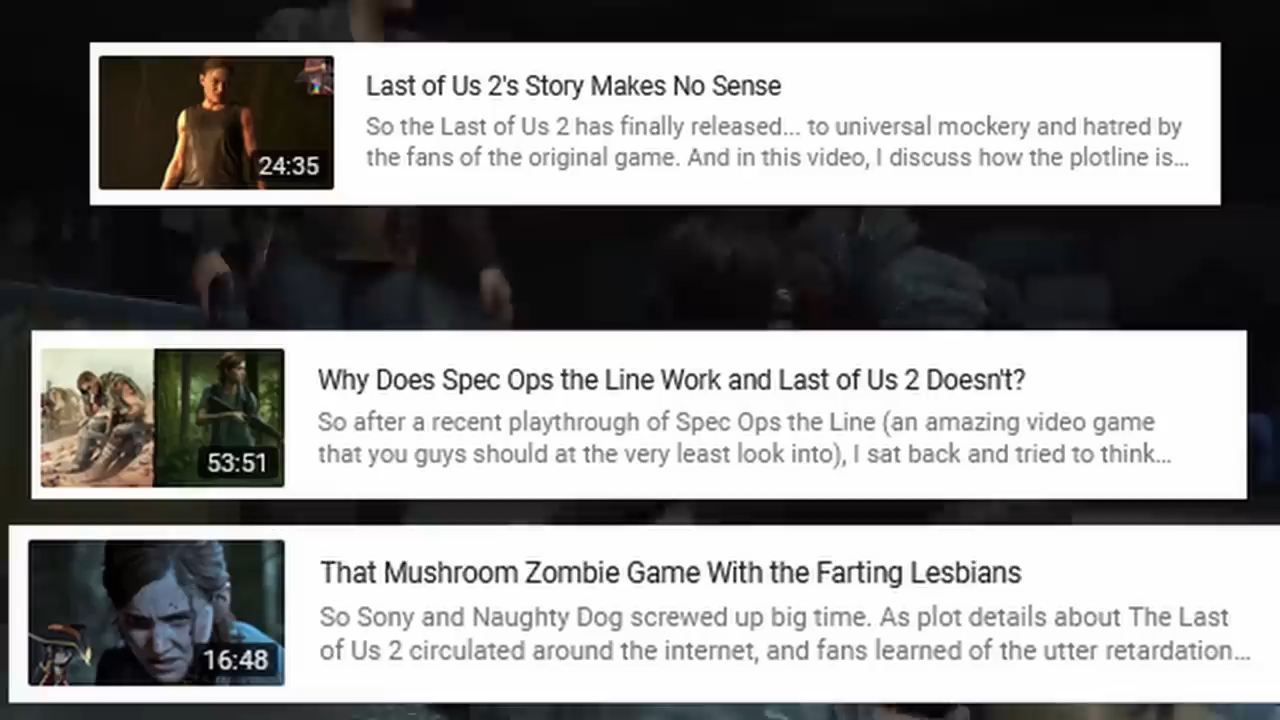 Last of Us 2's Story Makes No Sense
So the Last of Us 2 has finally released... to universal mockery and hatred by
the fans of the original game. And in this video, I discuss how the plotline is...
24:35
Why Does Spec Ops the Line Work and Last of Us 2 Doesn't?
So after a recent playthrough of Spec Ops the Line (an amazing video game
that you guys should at the very least look into), I sat back and tried to think...
53:51
That Mushroom Zombie Game With the Farting Lesbians
So Sony and Naughty Dog screwed up big time. As plot details about The Last
of Us 2 circulated around the internet, and fans learned of the utter retardation...
16:48